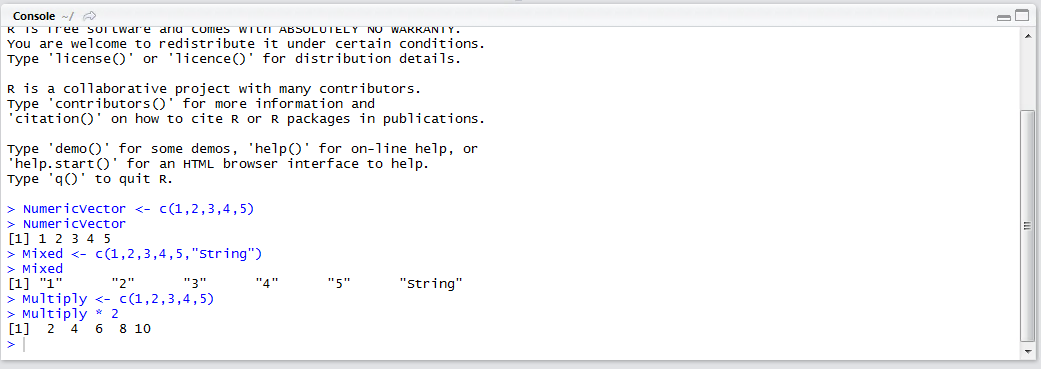 Console ~/
R is free software and comes with ABSOLUTELY NO WARRANTY.
You are welcome to redistribute it under certain conditions.
Type 'license()' or 'licence()' for distribution details.

R is a collaborative project with many contributors.
Type 'contributors()' for more information and
'citation()' on how to cite R or R packages in publications.

Type 'demo()' for some demos, 'help()' for on-line help, or
'help.start()' for an HTML browser interface to help.
Type 'q()' to quit R.

> NumericVector <- c(1,2,3,4,5)
> NumericVector
[1] 1 2 3 4 5
> Mixed <- c(1,2,3,4,5,"String")
> Mixed
[1] "1"      "2"      "3"      "4"      "5"      "String"
> Multiply <- c(1,2,3,4,5)
> Multiply * 2
[1]  2  4  6  8 10
>